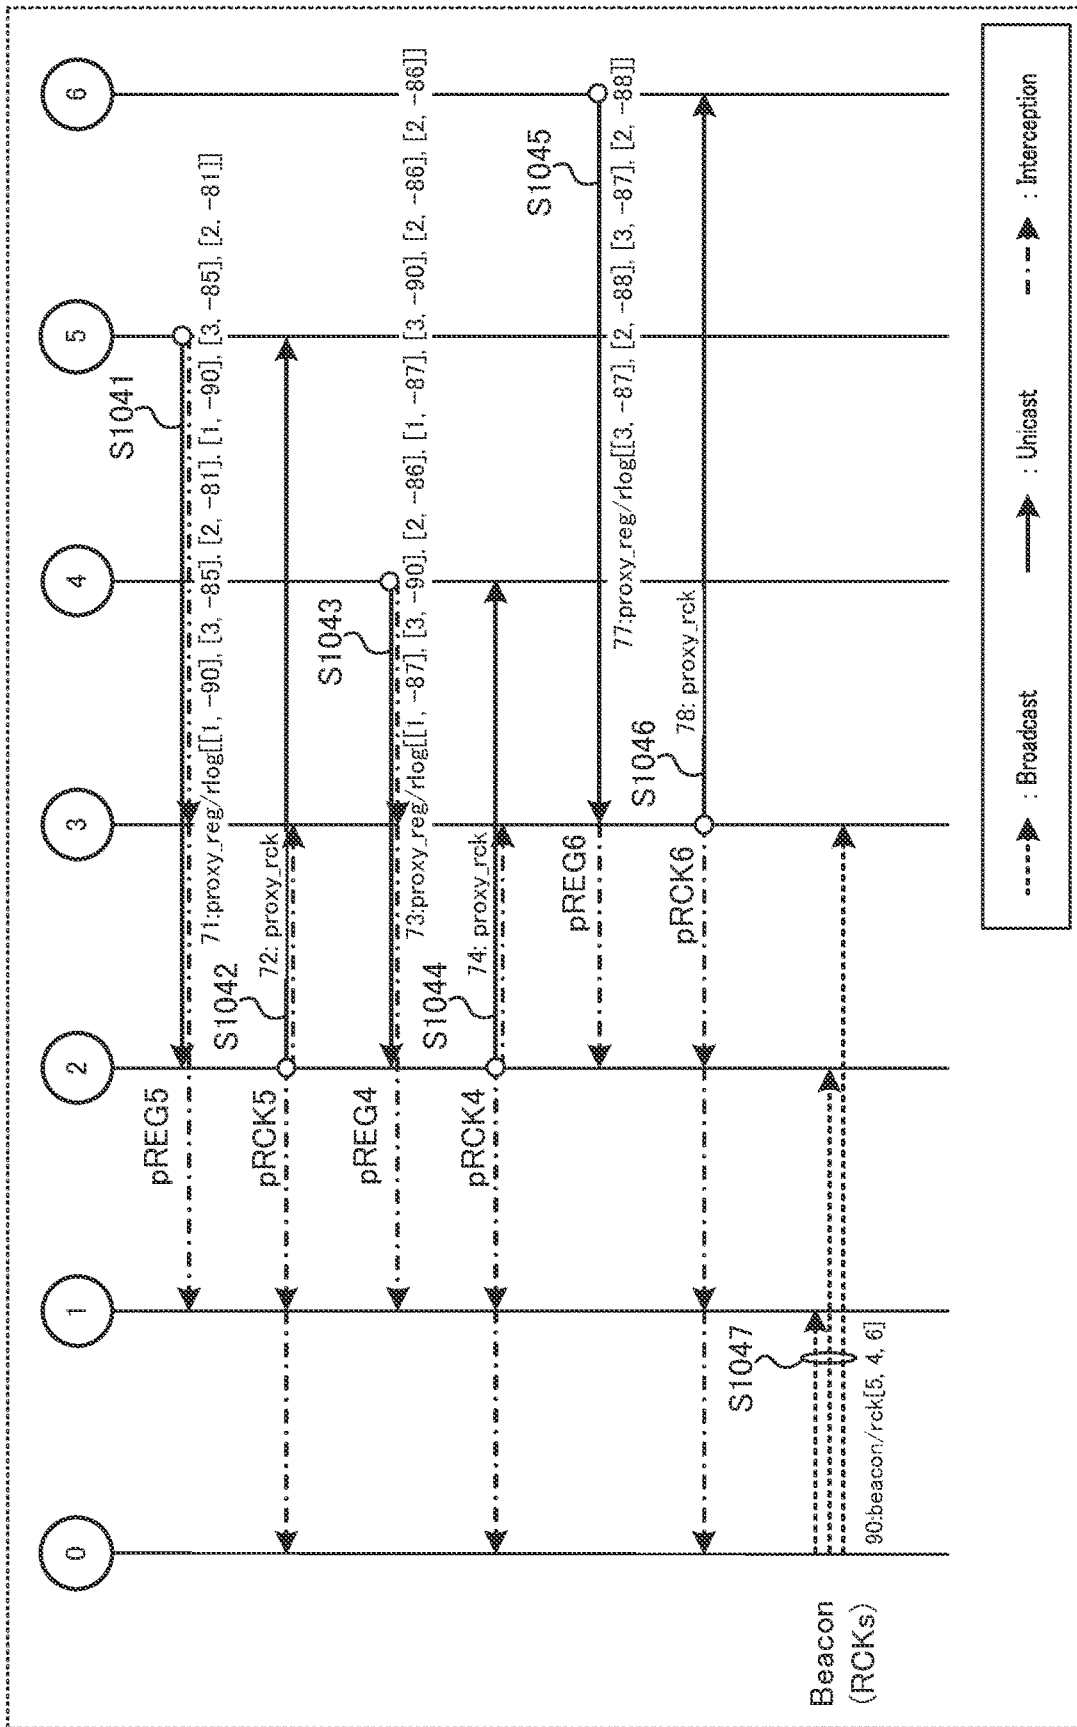 0
1
2
3
4
5
6
S1041
pREG5
71:proxy_reg/rlog[[1, -90], [3, -85], [2, -81], [1, -90], [3, -85], [2, -81]]
S1042
pRCK5
72: proxy_rck
S1043
pREG4
73:proxy_reg/rlog[[1, -87], [3, -90], [2, -86], [1, -87], [3, -90], [2, -86], [2, -86]]
S1044
pRCK4
74: proxy_rck
S1045
pREG6
77:proxy_reg/rlog[[3, -87], [2, -88], [3, -87], [2, -88]]
S1046
pRCK6
78: proxy_rck
S1047
Beacon
(RCKs)
90:beacon/rck[5, 4, 6]
: Broadcast
: Unicast
: Interception